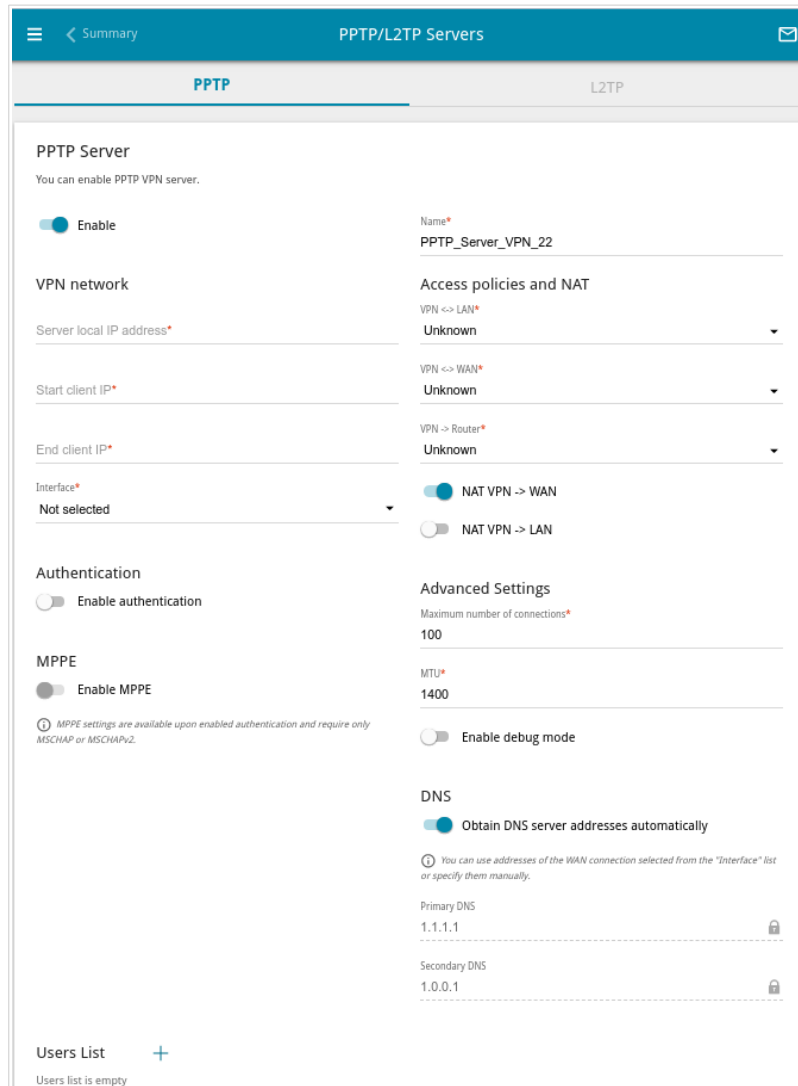 Summary
PPTP/L2TP Servers
PPTP
L2TP
PPTP Server
You can enable PPTP VPN server.
Enable
Name*
PPTP_Server_VPN_22
VPN network
Server local IP address*
Start client IP*
End client IP*
Interface*
Not selected
Access policies and NAT
VPN <-> LAN*
Unknown
VPN <-> WAN*
Unknown
VPN -> Router*
Unknown
NAT VPN -> WAN
NAT VPN -> LAN
Authentication
Enable authentication
MPPE
Enable MPPE
MPPE settings are available upon enabled authentication and require only
MSCHAP or MSCHAPv2.
Advanced Settings
Maximum number of connections*
100
MTU*
1400
Enable debug mode
DNS
Obtain DNS server addresses automatically
You can use addresses of the WAN connection selected from the "Interface" list
or specify them manually.
Primary DNS
1.1.1.1
Secondary DNS
1.0.0.1
Users List
Users list is empty